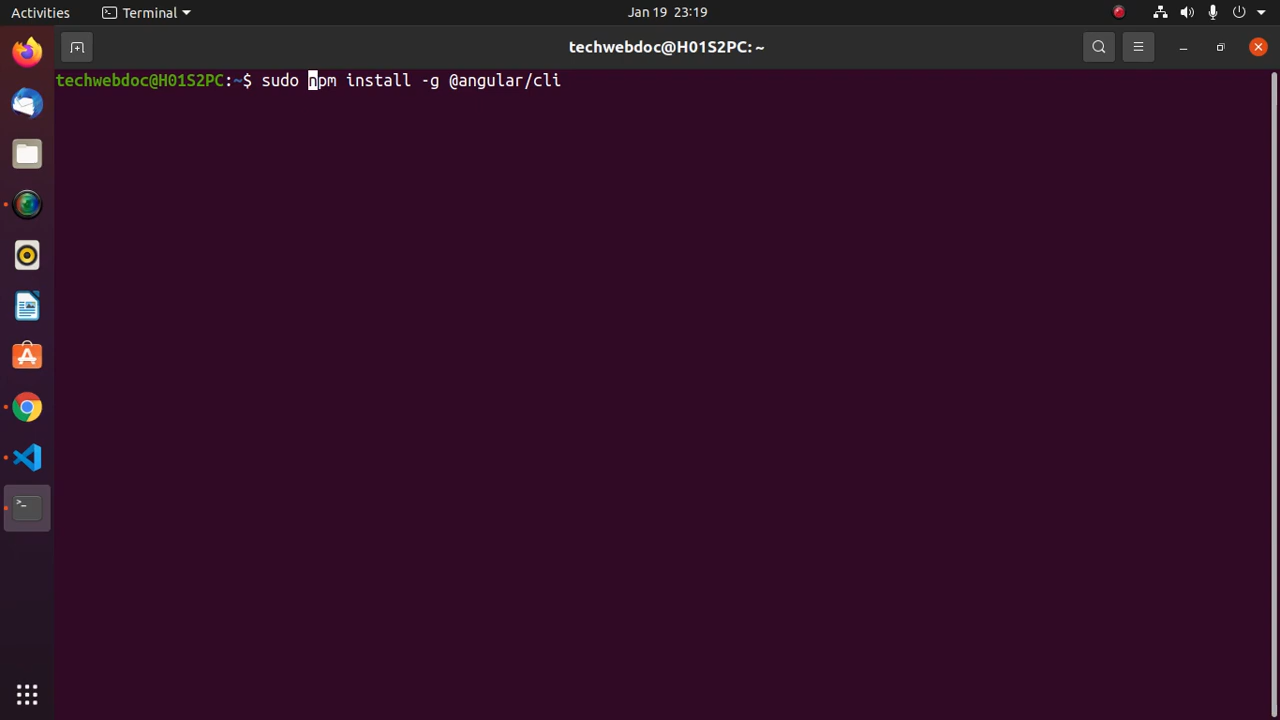 Activities
Terminal
Jan 19 23:19
techwebdoc@H01S2PC: ~
techwebdoc@H01S2PC:~$ sudo npm install -g @angular/cli